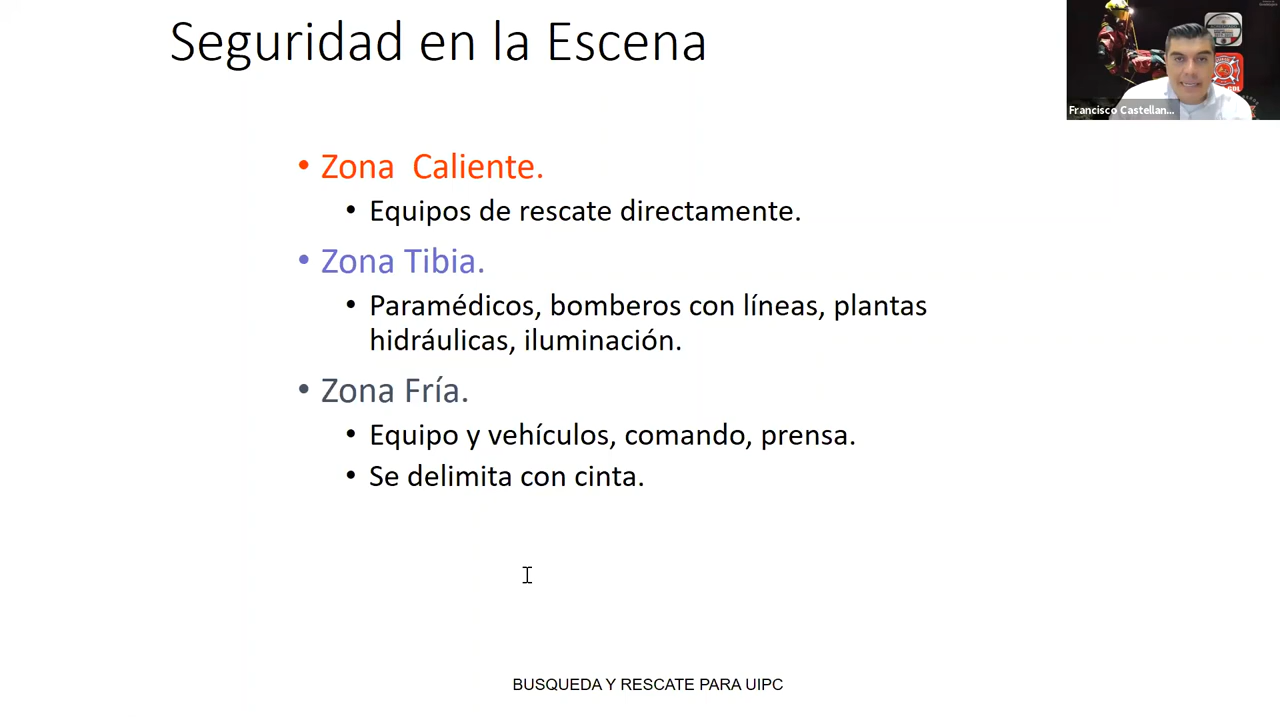 Seguridad en la Escena
Francisco Castellan...
• Zona Caliente.
• Equipos de rescate directamente.
• Zona Tibia.
• Paramédicos, bomberos con líneas, plantas
hidráulicas, iluminación.
• Zona Fría.
• Equipo y vehículos, comando, prensa.
• Se delimita con cinta.
BUSQUEDA Y RESCATE PARA UIPC